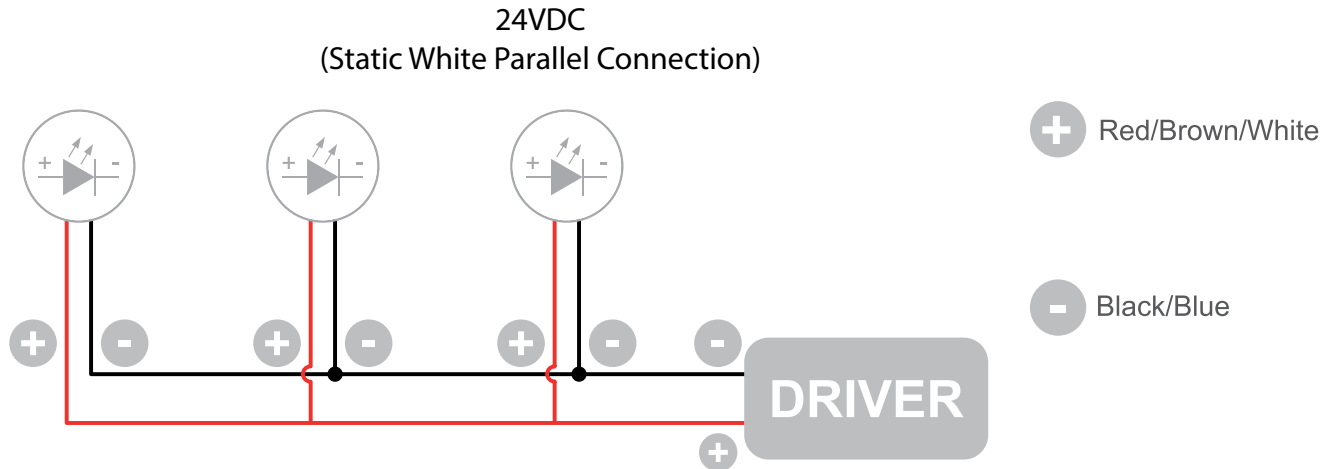 24VDC
(Static White Parallel Connection)
+ -
+ -
+ -
+ Red/Brown/White
- Black/Blue
+ -
+ -
+ -
-
DRIVER
+